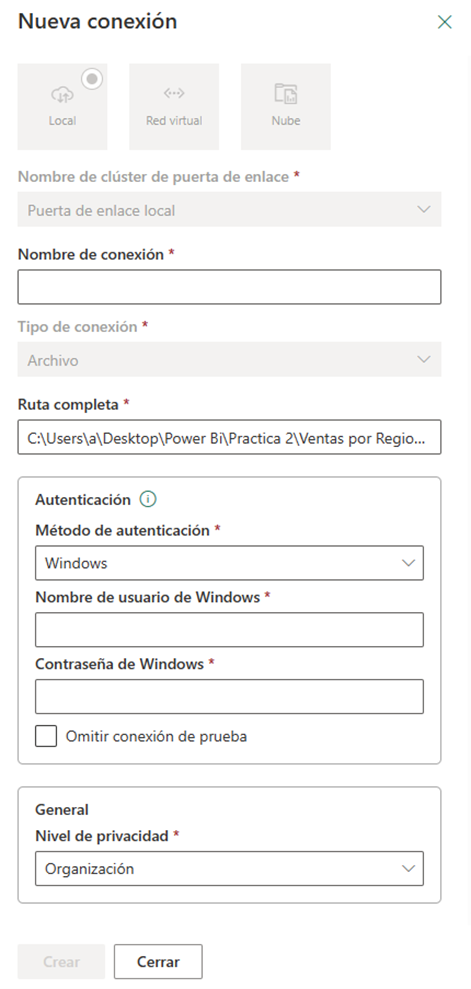 Nueva conexión
Local
Red virtual
Nube
Nombre de clúster de puerta de enlace *
Puerta de enlace local
Nombre de conexión *
Tipo de conexión *
Archivo
Ruta completa *
C:\Users\a\Desktop\Power Bi\Practica 2\Ventas por Regio...
Autenticación
Método de autenticación *
Windows
Nombre de usuario de Windows *
Contraseña de Windows *
Omitir conexión de prueba
General
Nivel de privacidad *
Organización
Crear
Cerrar